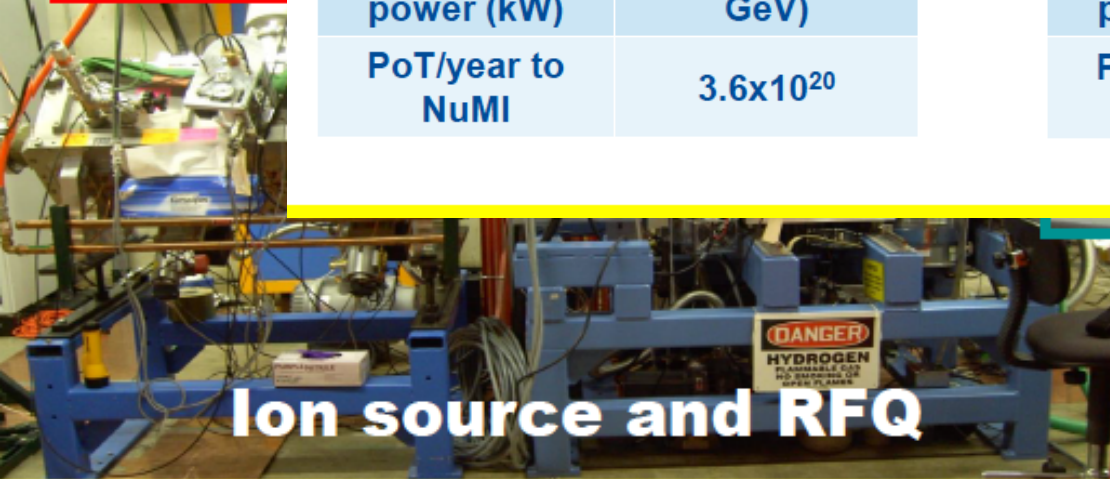 power (kW)
GeV)
PoT/year to
NuMI
3.6x10²⁰
DANGER
HYDROGEN
FLAMMABLE GAS
NO SMOKING OR
OPEN FLAMES
Ion source and RFQ